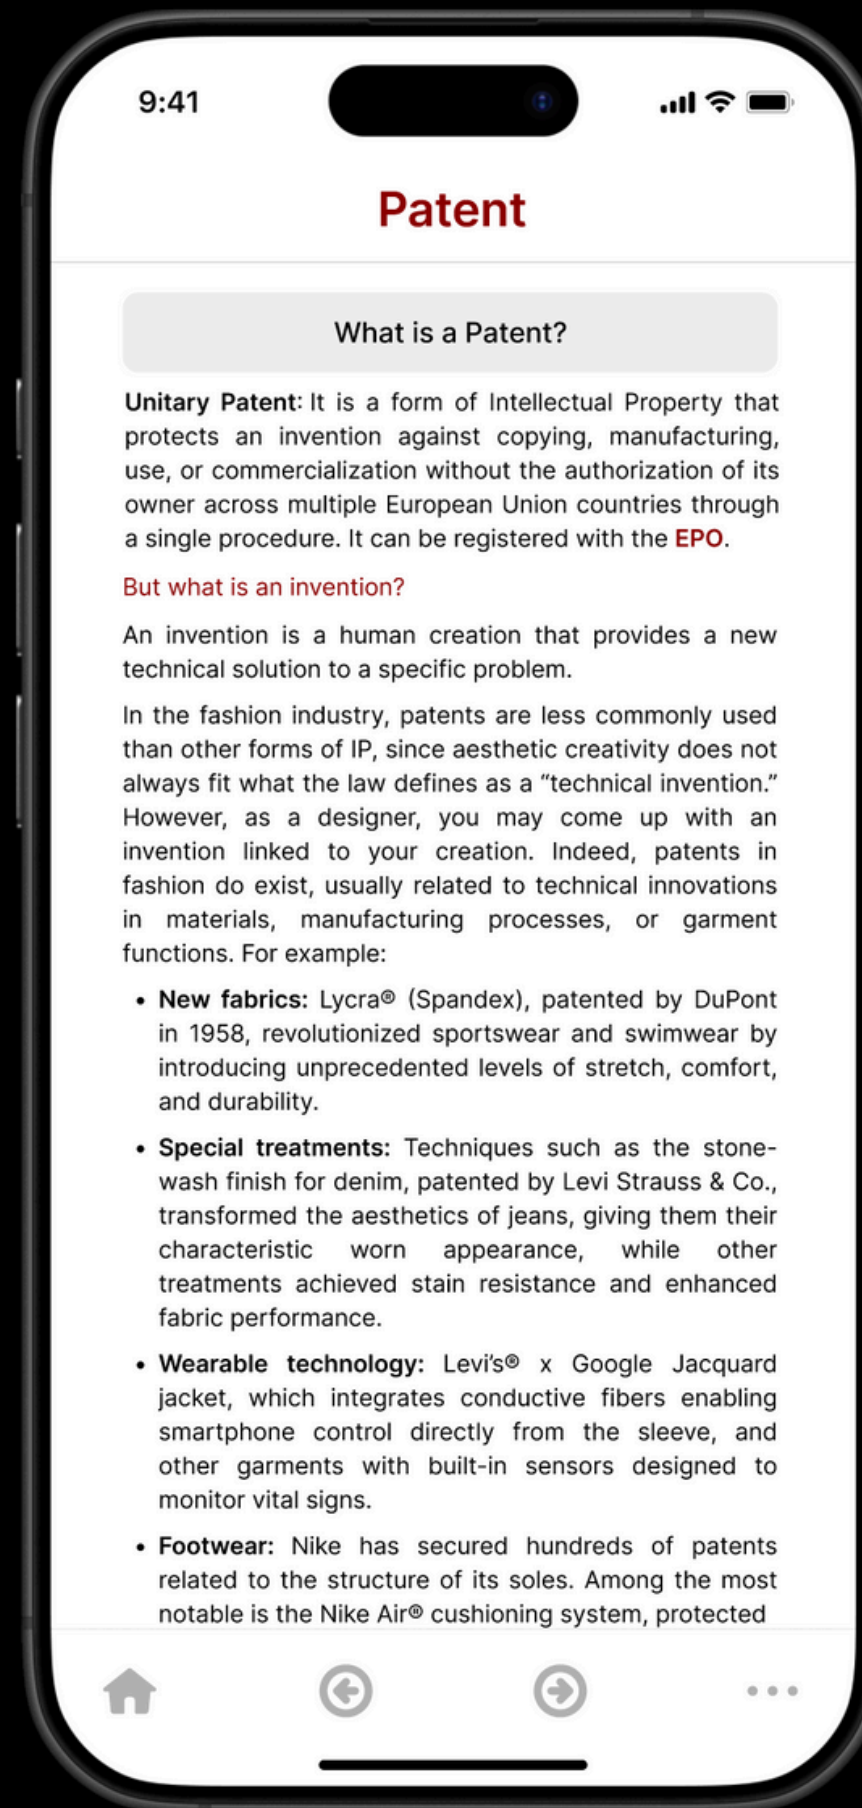 9:41
Patent
What is a Patent?
Unitary Patent: It is a form of Intellectual Property that
protects an invention against copying, manufacturing,
use, or commercialization without the authorization of its
owner across multiple European Union countries through
a single procedure. It can be registered with the EPO.
But what is an invention?
An invention is a human creation that provides a new
technical solution to a specific problem.
In the fashion industry, patents are less commonly used
than other forms of IP, since aesthetic creativity does not
always fit what the law defines as a “technical invention.”
However, as a designer, you may come up with an
invention linked to your creation. Indeed, patents in
fashion do exist, usually related to technical innovations
in materials, manufacturing processes, or garment
functions. For example:
• New fabrics: Lycra® (Spandex), patented by DuPont
in 1958, revolutionized sportswear and swimwear by
introducing unprecedented levels of stretch, comfort,
and durability.
• Special treatments: Techniques such as the stone-
wash finish for denim, patented by Levi Strauss & Co.,
transformed the aesthetics of jeans, giving them their
characteristic worn appearance, while other
treatments achieved stain resistance and enhanced
fabric performance.
• Wearable technology: Levi’s® x Google Jacquard
jacket, which integrates conductive fibers enabling
smartphone control directly from the sleeve, and
other garments with built-in sensors designed to
monitor vital signs.
• Footwear: Nike has secured hundreds of patents
related to the structure of its soles. Among the most
notable is the Nike Air® cushioning system, protected